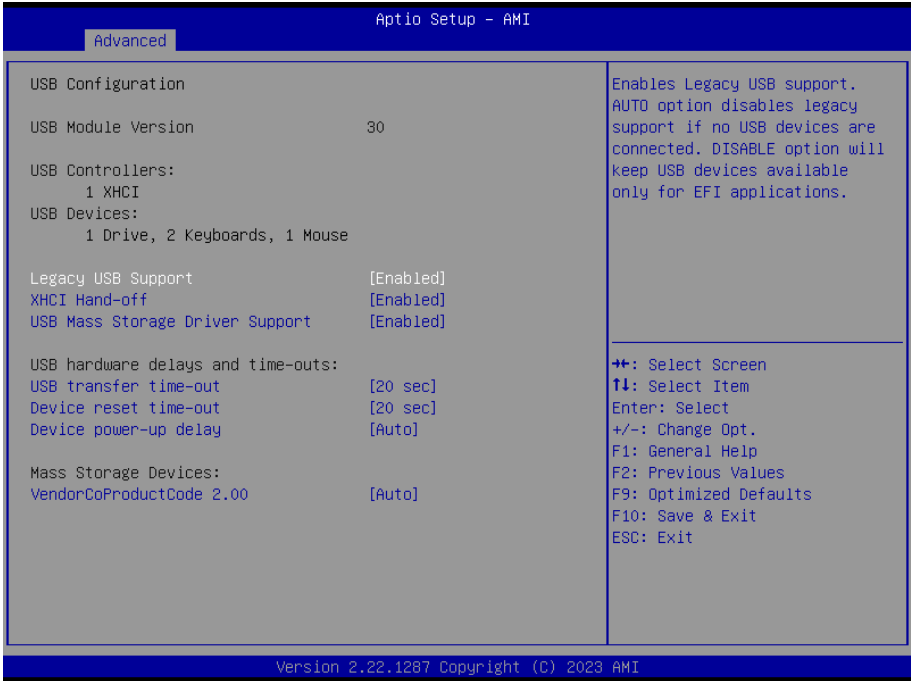 Aptio Setup – AMI
Advanced
USB Configuration
USB Module Version 30
USB Controllers:
1 XHCI
USB Devices:
1 Drive, 2 Keyboards, 1 Mouse
Legacy USB Support [Enabled]
XHCI Hand-off [Enabled]
USB Mass Storage Driver Support [Enabled]
USB hardware delays and time-outs:
USB transfer time-out [20 sec]
Device reset time-out [20 sec]
Device power-up delay [Auto]
Mass Storage Devices:
VendorCoProductCode 2.00 [Auto]
Enables Legacy USB support.
AUTO option disables legacy
support if no USB devices are
connected. DISABLE option will
keep USB devices available
only for EFI applications.
→←: Select Screen
↑↓: Select Item
Enter: Select
+/-: Change Opt.
F1: General Help
F2: Previous Values
F9: Optimized Defaults
F10: Save & Exit
ESC: Exit
Version 2.22.1287 Copyright (C) 2023 AMI